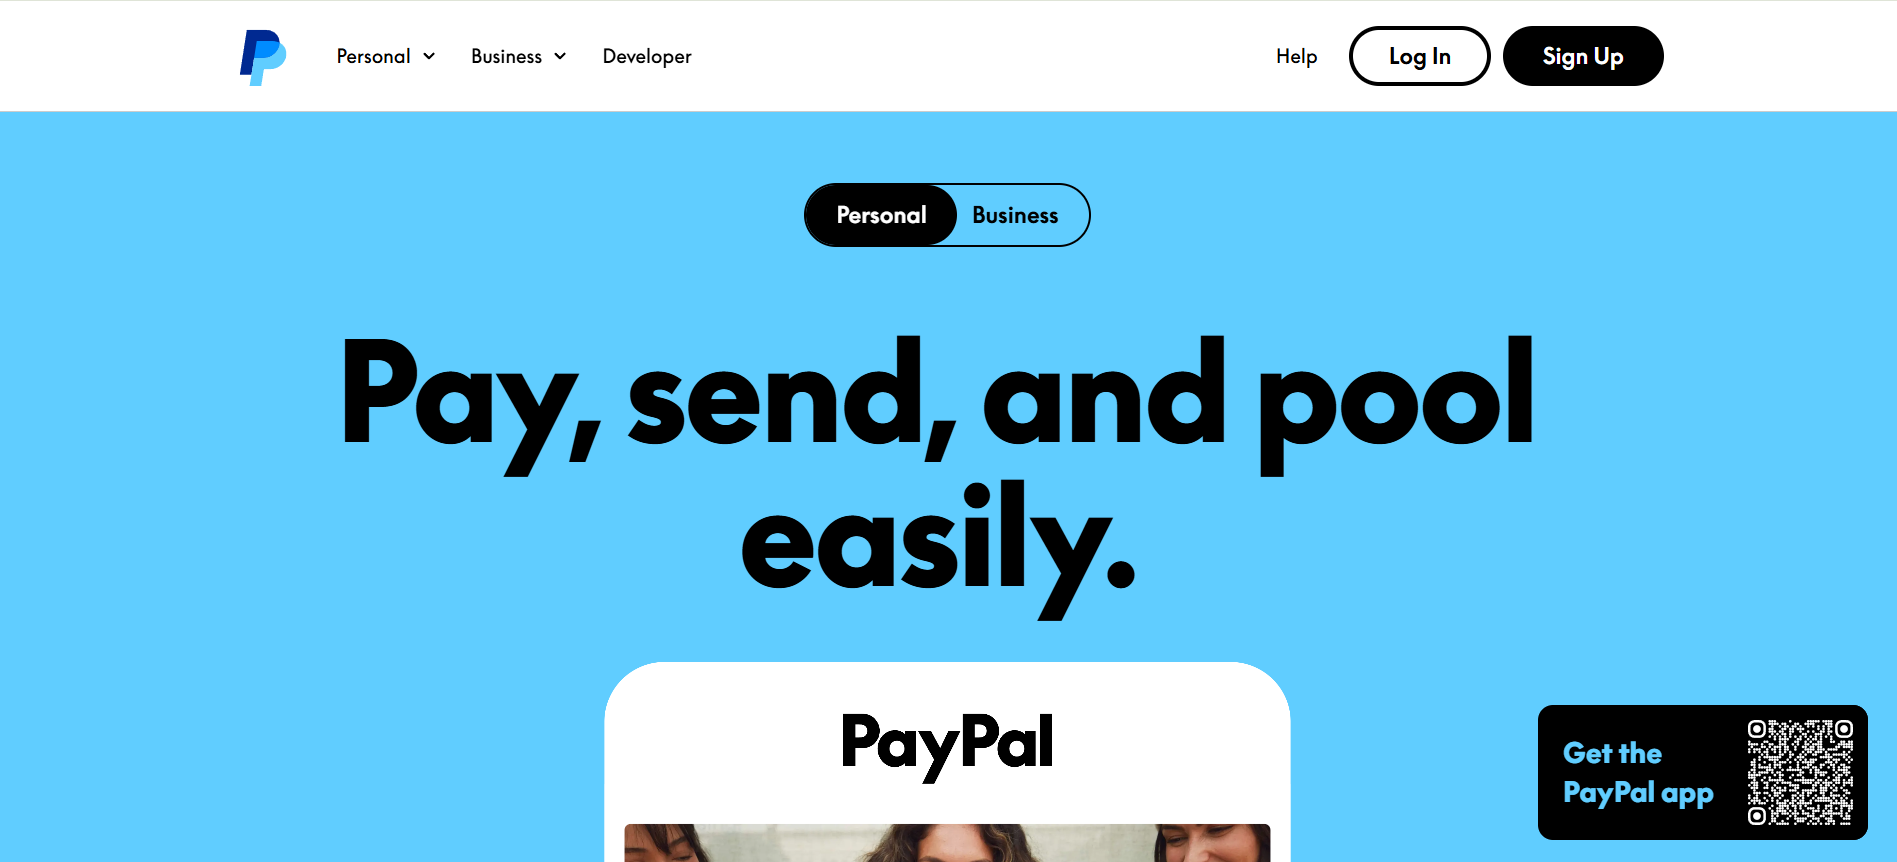 Personal
Business
Developer
Help
Log In
Sign Up
Personal
Business
Pay, send, and pool
easily.
PayPal
Get the
PayPal app